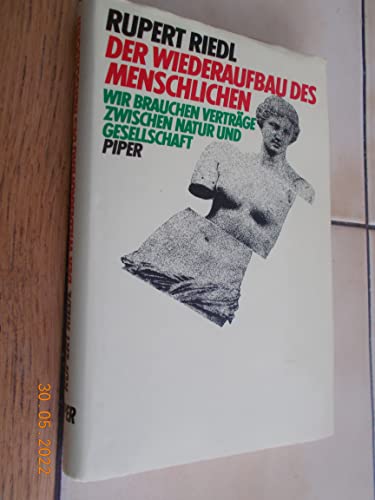 RUPERT RIEDL
DER WIEDERAUFBAU DES
MENSCHLICHEN
WIR BRAUCHEN VERTRÄGE
ZWISCHEN NATUR UND
GESELLSCHAFT
PIPER
30.05.2022